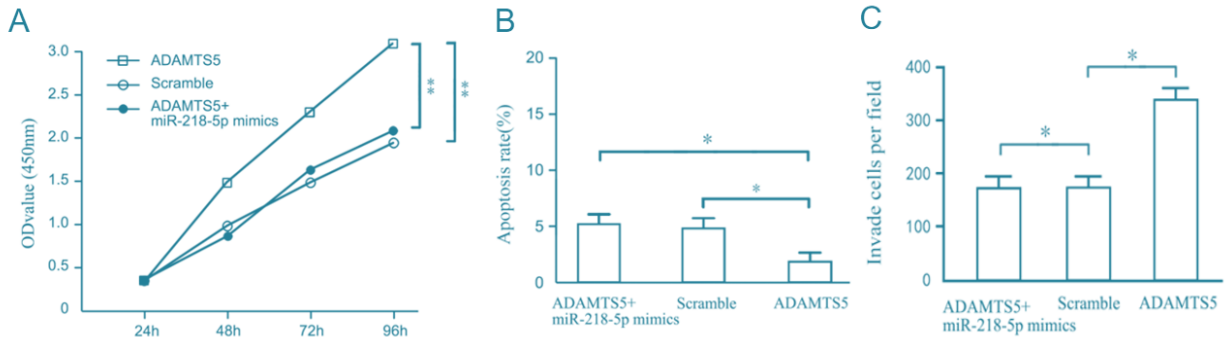 A
ODvalue (450nm)
3.0
2.5
2.0
1.5
1.0
0.5
0
24h
48h
72h
96h
ADAMTS5
Scramble
ADAMTS5+
miR-218-5p mimics
**
**
B
Apoptosis rate(%)
20
15
10
5
0
*
*
ADAMTS5+
miR-218-5p mimics
Scramble
ADAMTS5
C
Invade cells per field
400
300
200
100
0
*
*
ADAMTS5+
miR-218-5p mimics
Scramble
ADAMTS5